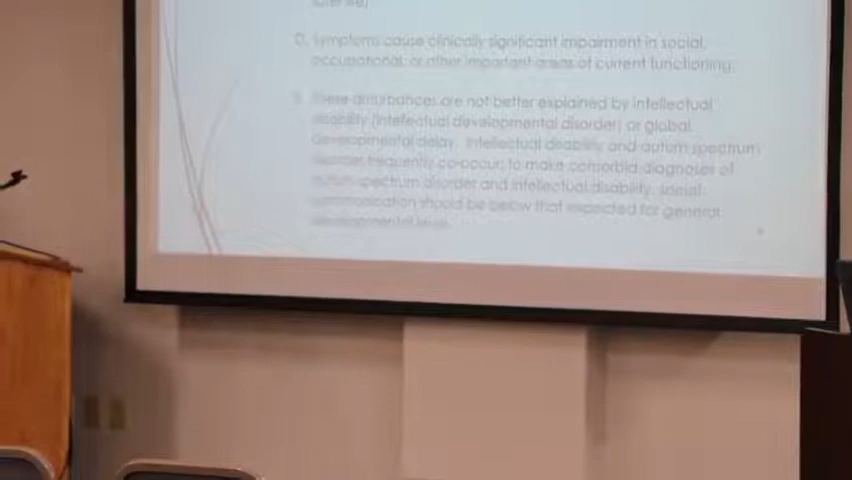 D. Symptoms cause clinically significant impairment in social,
occupational, or other important areas of current functioning.
E. These disturbances are not better explained by intellectual
disability (intellectual developmental disorder) or global
developmental delay. Intellectual disability and autism spectrum
disorder frequently co-occur; to make comorbid diagnoses of
autism spectrum disorder and intellectual disability, social
communication should be below that expected for general
developmental level.